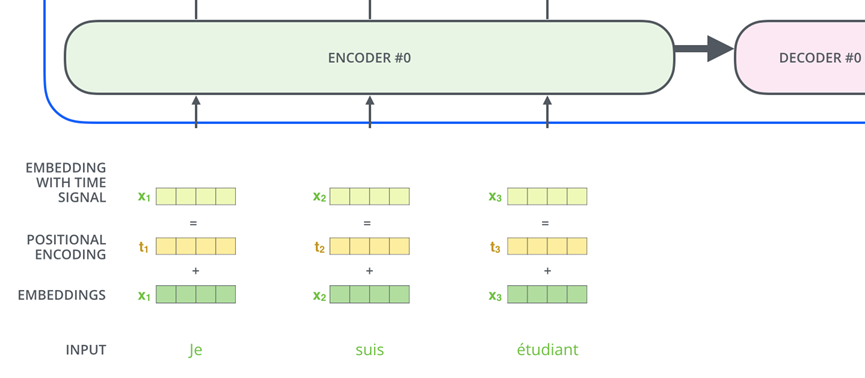 ENCODER #0
DECODER #0
EMBEDDING
WITH TIME
SIGNAL
x1
x2
x3
= = =
POSITIONAL
ENCODING
t1
t2
t3
+ + +
EMBEDDINGS
x1
x2
x3
INPUT
Je
suis
étudiant